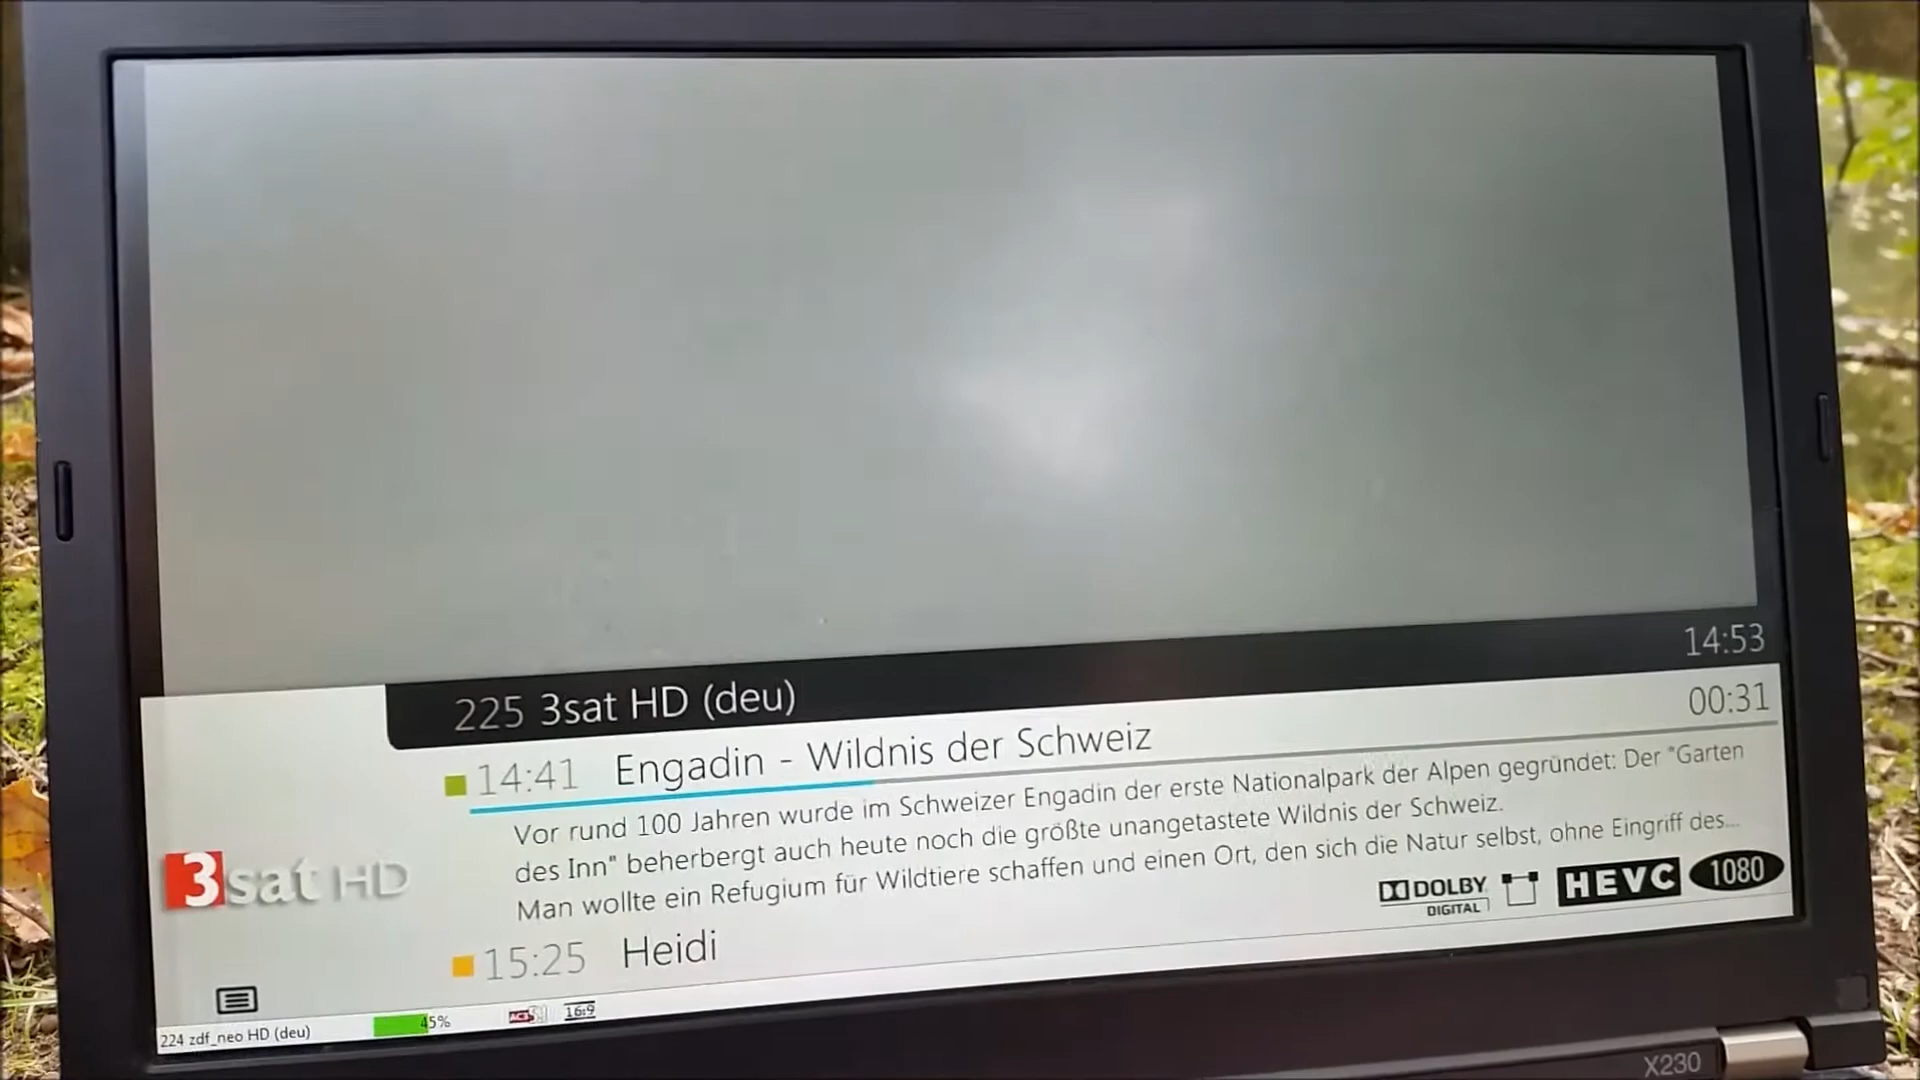 14:53
225 3sat HD (deu)
00:31
14:41 Engadin - Wildnis der Schweiz
Vor rund 100 Jahren wurde im Schweizer Engadin der erste Nationalpark der Alpen gegründet: Der "Garten
des Inn" beherbergt auch heute noch die größte unangetastete Wildnis der Schweiz.
Man wollte ein Refugium für Wildtiere schaffen und einen Ort, den sich die Natur selbst, ohne Eingriff des...
3sat HD
DOLBY
DIGITAL
HEVC
1080
15:25 Heidi
224 zdf_neo HD (deu)
45%
AC3 5.1
16:9
X230